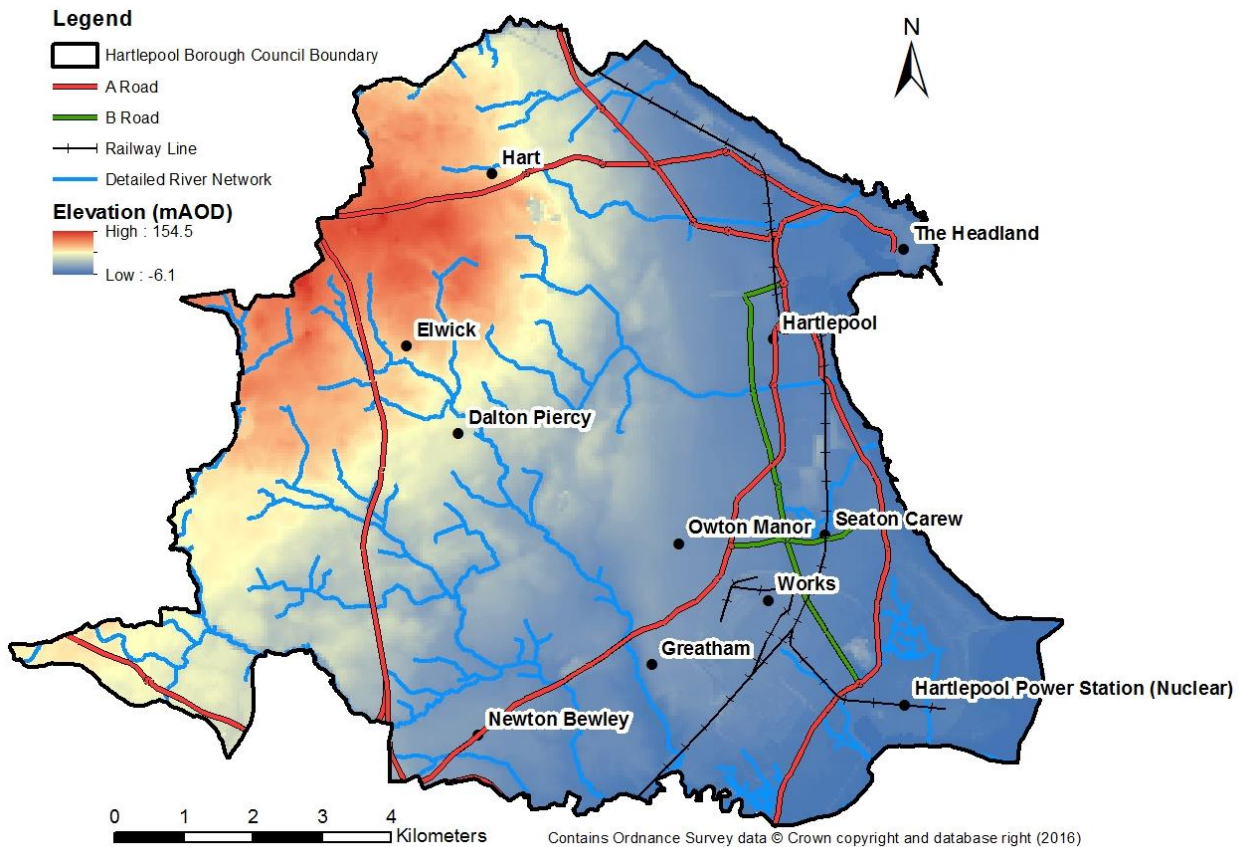 Legend
Hartlepool Borough Council Boundary
A Road
B Road
Railway Line
Detailed River Network
Elevation (mAOD)
High : 154.5
Low : -6.1
N
Hart
The Headland
Hartlepool
Elwick
Dalton Piercy
Owton Manor
Seaton Carew
Works
Greatham
Hartlepool Power Station (Nuclear)
Newton Bewley
0 1 2 3 4
Kilometers
Contains Ordnance Survey data © Crown copyright and database right (2016)